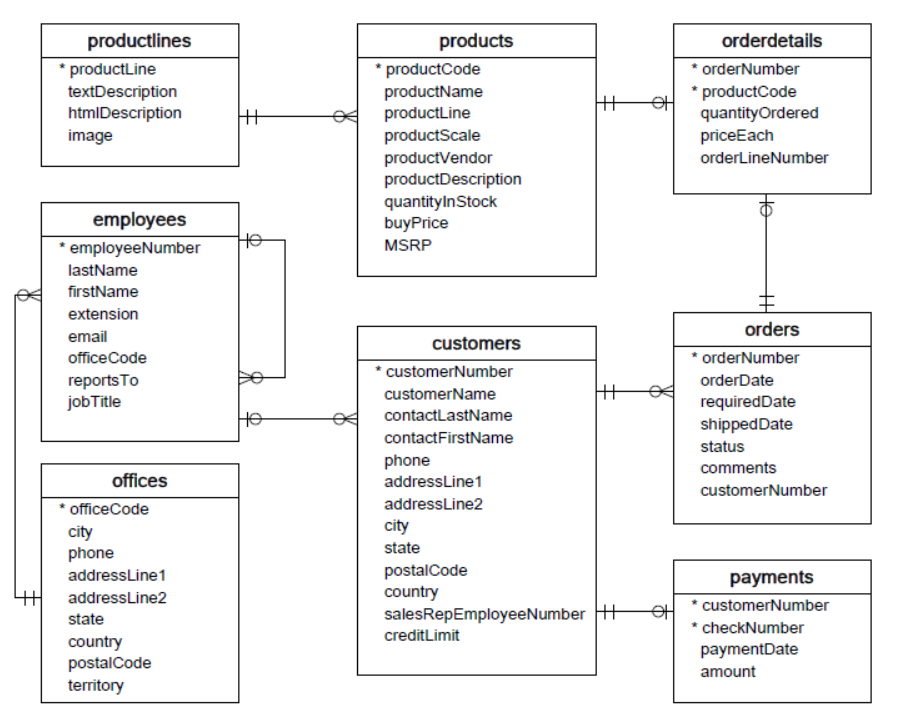 productlines
* productLine
textDescription
htmlDescription
image
products
* productCode
productName
productLine
productScale
productVendor
productDescription
quantityInStock
buyPrice
MSRP
orderdetails
* orderNumber
* productCode
quantityOrdered
priceEach
orderLineNumber
employees
* employeeNumber
lastName
firstName
extension
email
officeCode
reportsTo
jobTitle
customers
* customerNumber
customerName
contactLastName
contactFirstName
phone
addressLine1
addressLine2
city
state
postalCode
country
salesRepEmployeeNumber
creditLimit
orders
* orderNumber
orderDate
requiredDate
shippedDate
status
comments
customerNumber
offices
* officeCode
city
phone
addressLine1
addressLine2
state
country
postalCode
territory
payments
* customerNumber
* checkNumber
paymentDate
amount